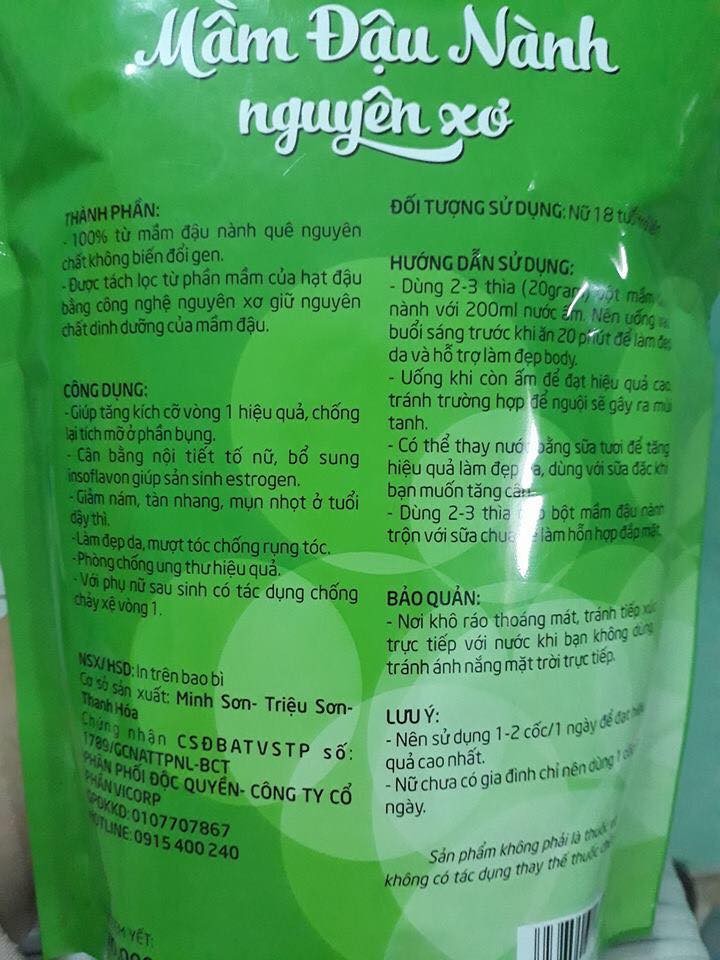 Mầm Đậu Nành
nguyên xơ
THÀNH PHẦN:
- 100% từ mầm đậu nành quê nguyên
chất không biến đổi gen.
-Được tách lọc từ phần mầm của hạt đậu
bằng công nghệ nguyên xơ giữ nguyên
chất dinh dưỡng của mầm đậu.
CÔNG DỤNG:
-Giúp tăng kích cỡ vòng 1 hiệu quả, chống
lại tích mỡ ở phần bụng.
- Cân bằng nội tiết tố nữ, bổ sung
insoflavon giúp sản sinh estrogen.
- Giảm nám, tàn nhang, mụn nhọt ở tuổi
dậy thì.
-Làm đẹp da, mượt tóc chống rụng tóc.
-Phòng chống ung thư hiệu quả.
- Với phụ nữ sau sinh có tác dụng chống
chảy xệ vòng 1.
NSX/HSD: In trên bao bì
Cơ sở sản xuất: Minh Sơn- Triệu Sơn-
Thanh Hóa
Chứng nhận CSĐBATVSTP số:
1789/GCNATTPNL-BCT
PHÂN PHỐI ĐỘC QUYỀN- CÔNG TY CỔ
PHẦN VICORP
SPDKKD: 0107707867
HOTLINE: 0915 400 240
YẾT:
ĐỐI TƯỢNG SỬ DỤNG: Nữ 18 tuổi
HƯỚNG DẪN SỬ DỤNG:
- Dùng 2-3 thìa (20gram) bột mầm
nành với 200ml nước ấm. Nên uống
buổi sáng trước khi ăn 20 phút để làm đẹp
da và hỗ trợ làm đẹp body.
- Uống khi còn ấm để đạt hiệu quả cao
tránh trường hợp để nguội sẽ gây ra mùi
tanh.
- Có thể thay nước bằng sữa tươi để tăng
hiệu quả làm đẹp da, dùng với sữa đặc khi
bạn muốn tăng cân.
- Dùng 2-3 thìa bột mầm đậu nành
trộn với sữa chua để làm hỗn hợp đắp mặt.
BẢO QUẢN:
- Nơi khô ráo thoáng mát, tránh tiếp xúc
trực tiếp với nước khi bạn không dùng
tránh ánh nắng mặt trời trực tiếp.
LƯU Ý:
- Nên sử dụng 1-2 cốc/1 ngày để đạt hiệu
quả cao nhất.
- Nữ chưa có gia đình chỉ nên dùng 1
ngày.
Sản phẩm không phải là thuốc
không có tác dụng thay thế thuốc